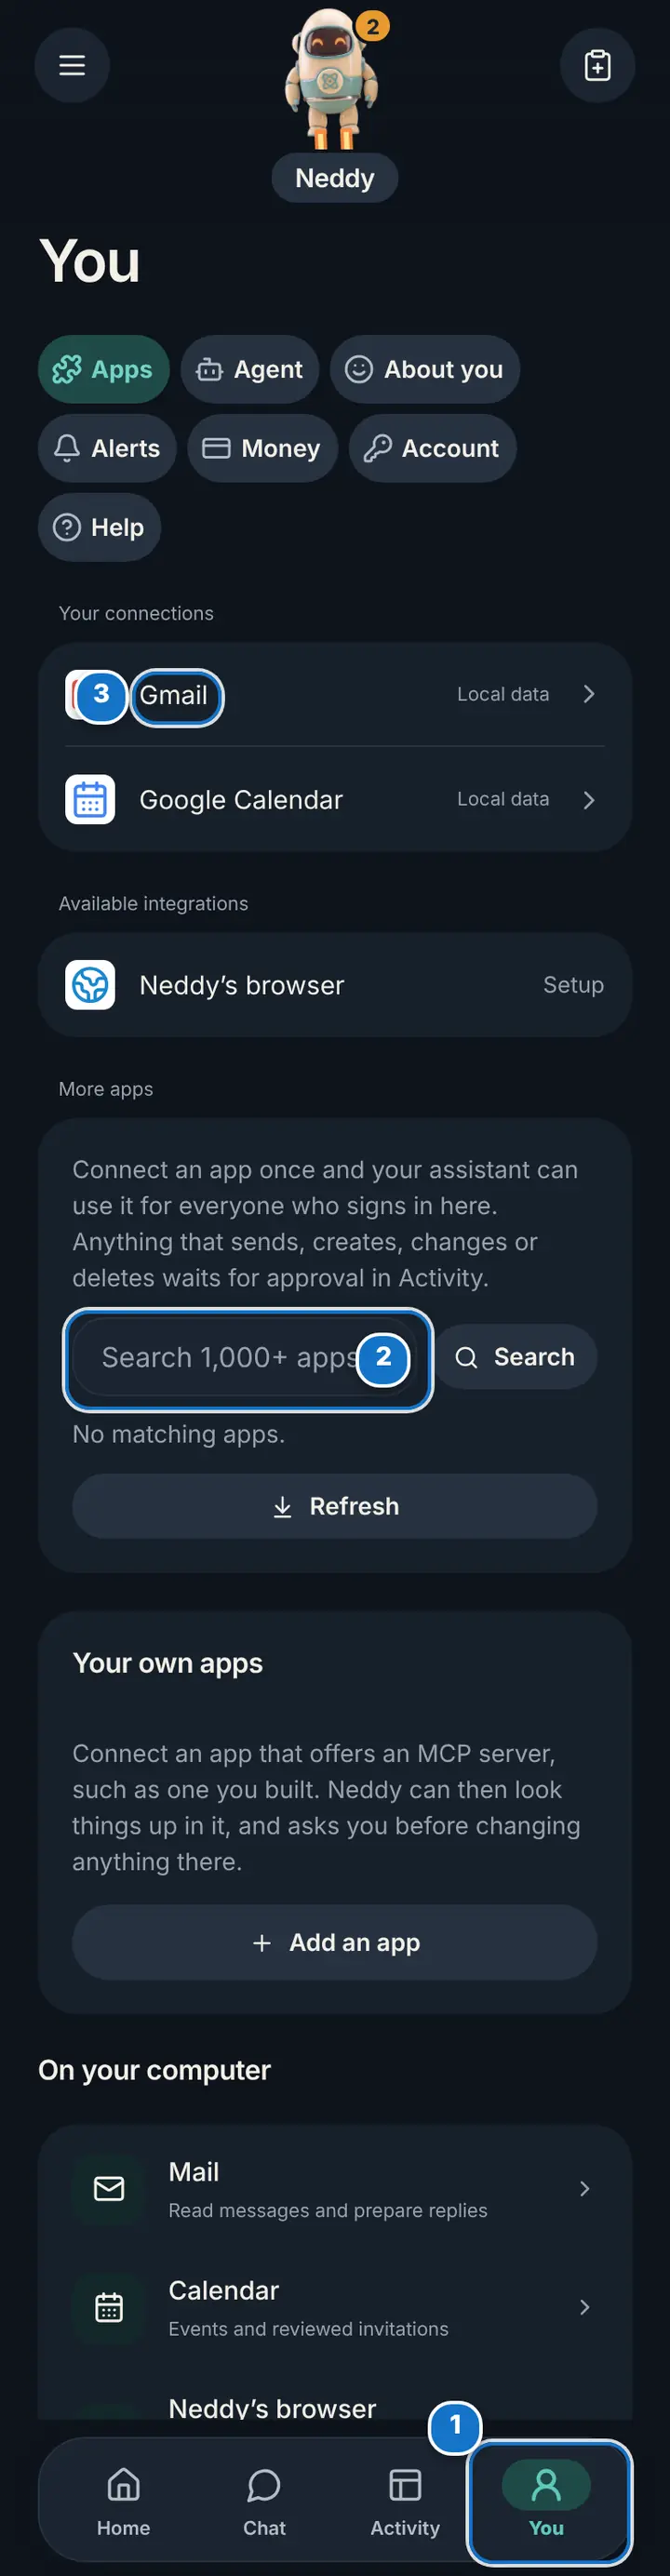 2
Neddy
You
Apps
Agent
About you
Alerts
Money
Account
Help
Your connections
3
Gmail
Local data
Google Calendar
Local data
Available integrations
Neddy’s browser
Setup
More apps
Connect an app once and your assistant can
use it for everyone who signs in here.
Anything that sends, creates, changes or
deletes waits for approval in Activity.
Search 1,000+ apps
2
Search
No matching apps.
Refresh
Your own apps
Connect an app that offers an MCP server,
such as one you built. Neddy can then look
things up in it, and asks you before changing
anything there.
Add an app
On your computer
Mail
Read messages and prepare replies
Calendar
Events and reviewed invitations
Neddy’s browser
1
Home
Chat
Activity
You